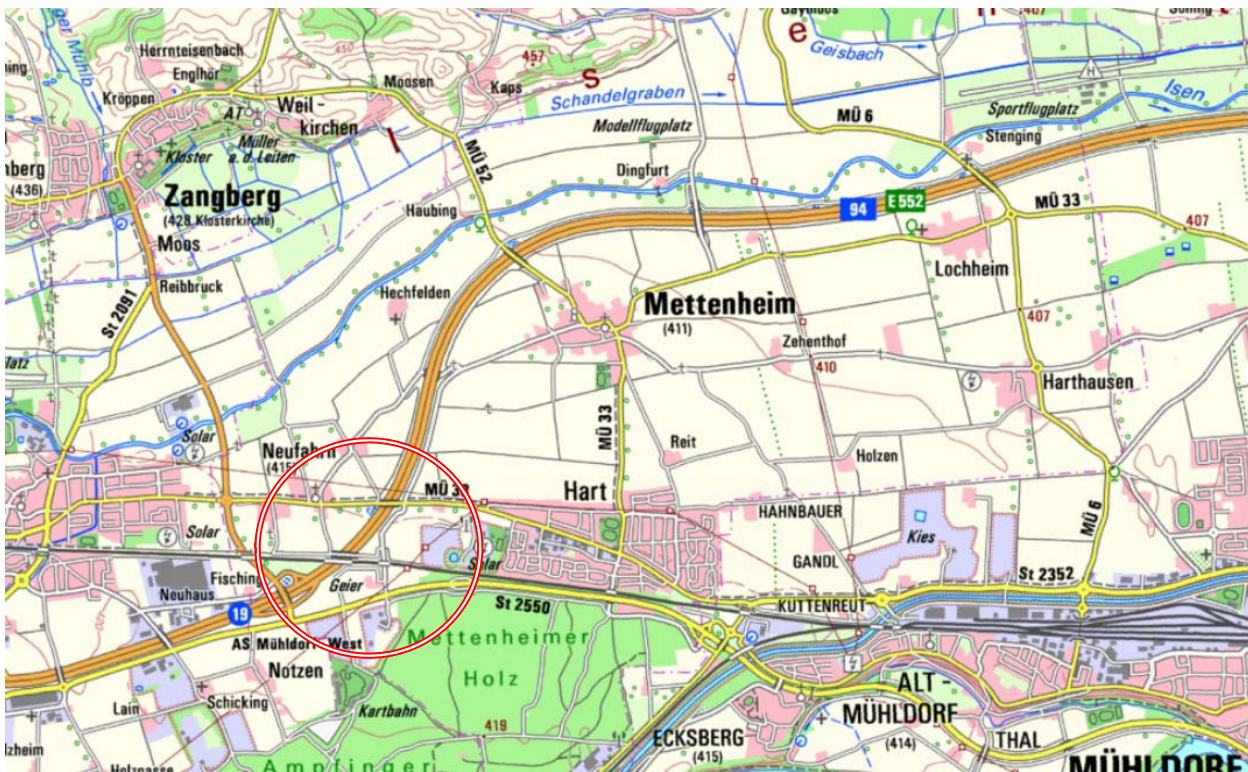 Geisbach
Herrnteisenbach
Englhör
Kröppen
450
457
Moosen
Kaps
e
s
Schandelgraben
Isen
Sportflugplatz
Modellflugplatz
MÜ 6
Stenging
AT
Weil-
kirchen
Müller
a. d. Leiten
Kloster
(436)
Zangberg
(428 Klosterkirche)
MÜ 52
Dingfurt
94
E 552
MÜ 33
407
Haubing
Moos
Reibbruck
St 2091
Hechfelden
Mettenheim
(411)
Lochheim
407
Zehenthof
410
Harthausen
Solar
Neufahrn
(415)
MÜ 33
Reit
Holzen
MÜ 33
Hart
HAHNBAUER
Kies
MÜ 6
Solar
Fisching
Neuhaus
Geier
Solar
GANDL
St 2352
19
St 2550
KUTTENREUT
AS Mühldorf-West
Mettenheimer
Holz
Notzen
Lain
Schicking
Kartbahn
419
ALT-
MÜHLDORF
(414)
ECKSBERG
(415)
THAL
Holzgasse
Ampfinger
MÜHLDORF